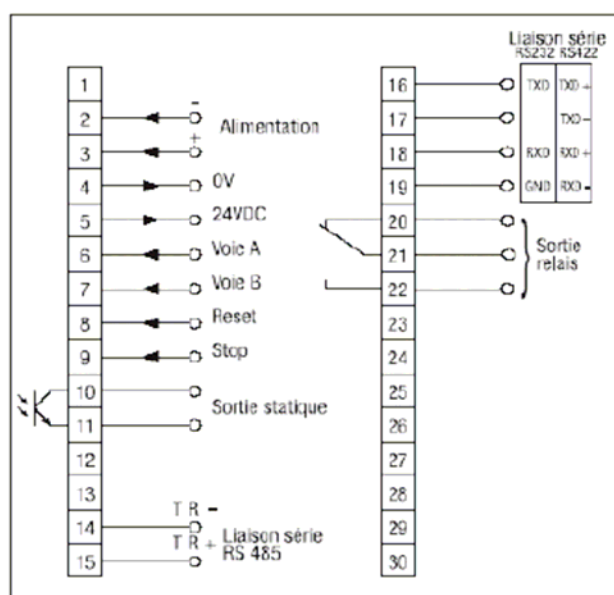 Liaison série
RS232 RS422
1
2 - Alimentation
3 +
4 0V
5 24VDC
6 Voie A
7 Voie B
8 Reset
9 Stop
10
Sortie statique
11
12
13
14 T R -
Liaison série
15 T R + RS 485
16 TXD TXD +
17 TXD -
18 RXD RXD +
19 GND RXD -
20
21 Sortie
relais
22
23
24
25
26
27
28
29
30